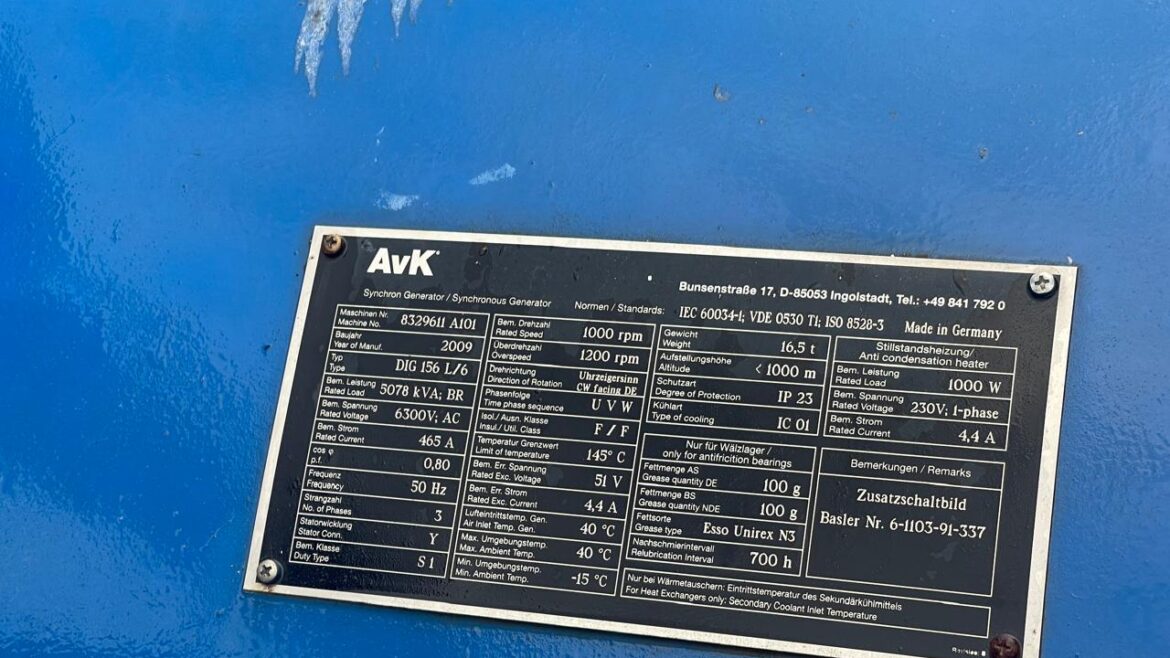 AvK
Bunsenstraße 17, D-85053 Ingolstadt, Tel.: +49 841 792 0
Synchron Generator / Synchronous Generator
Normen / Standards: IEC 60034-1; VDE 0530 T1; ISO 8528-3 Made in Germany
Maschinen Nr.
Machine No. 8329611 A101
Baujahr
Year of Manuf. 2009
Typ
Type DIG 156 L/6
Bem. Leistung
Rated Load 5078 kVA; BR
Bem. Spannung
Rated Voltage 6300V; AC
Bem. Strom
Rated Current 465 A
cos φ
p.f. 0,80
Frequenz
Frequency 50 Hz
Strangzahl
No. of Phases 3
Statorwicklung
Stator Conn. Y
Bem. Klasse
Duty Type S 1
Bem. Drehzahl
Rated Speed 1000 rpm
Überdrehzahl
Overspeed 1200 rpm
Drehrichtung Uhrzeigersinn
Direction of Rotation CW facing DE
Phasenfolge
Time phase sequence U V W
Isol./ Ausn. Klasse
Insul./ Util. Class F / F
Temperatur Grenzwert
Limit of temperature 145° C
Bem. Err. Spannung
Rated Exc. Voltage 51 V
Bem. Err. Strom
Rated Exc. Current 4,4 A
Lufteintrittstemp. Gen.
Air Inlet Temp. Gen. 40 °C
Max. Umgebungstemp.
Max. Ambient Temp. 40 °C
Min. Umgebungstemp.
Min. Ambient Temp. -15 °C
Gewicht
Weight 16,5 t
Aufstellungshöhe
Altitude < 1000 m
Schutzart
Degree of Protection IP 23
Kühlart
Type of cooling IC 01
Nur für Wälzlager /
only for antifricition bearings
Fettmenge AS
Grease quantity DE 100 g
Fettmenge BS
Grease quantity NDE 100 g
Fettsorte
Grease type Esso Unirex N3
Nachschmierintervall
Relubrication Interval 700 h
Stillstandsheizung/
Anti condensation heater
Bem. Leistung
Rated Load 1000 W
Bem. Spannung
Rated Voltage 230V; 1-phase
Bem. Strom
Rated Current 4,4 A
Bemerkungen / Remarks
Zusatzschaltbild
Basler Nr. 6-1103-91-337
Nur bei Wärmetauschern: Eintrittstemperatur des Sekundärkühlmittels
For Heat Exchangers only: Secondary Coolant Inlet Temperature